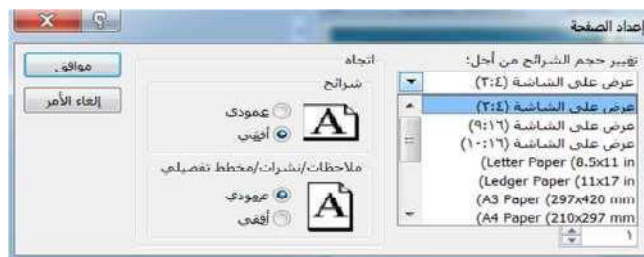 إعداد الصفحة
تغيير حجم الشرائح من أجل:
عرض على الشاشة (٣:٤)
عرض على الشاشة (٣:٤)
عرض على الشاشة (٩:١٦)
عرض على الشاشة (١٠:١٦)
(Letter Paper (8.5x11 in
(Ledger Paper (11x17 in
(A3 Paper (297x420 mm
(A4 Paper (210x297 mm
١
اتجاه
شرائح
عمودي
أفقي
ملاحظات/نشرات/مخطط تفصيلي
عمودي
أفقي
موافق
إلغاء الأمر